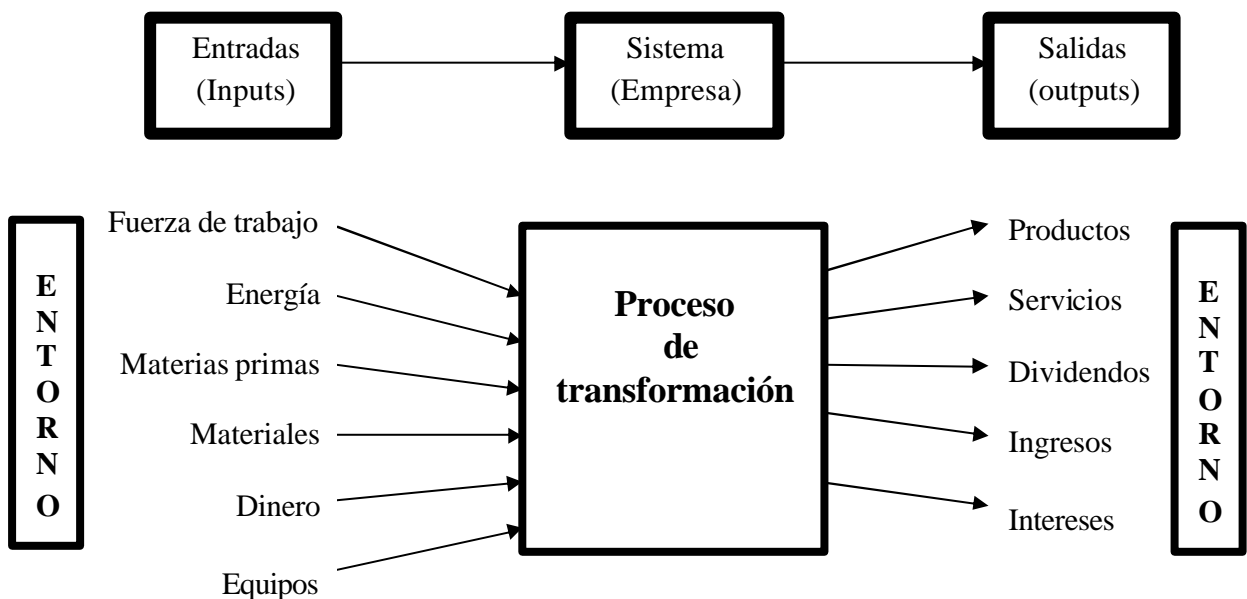 Entradas
(Inputs)
Sistema
(Empresa)
Salidas
(outputs)
E
N
T
O
R
N
O
Fuerza de trabajo
Energía
Materias primas
Materiales
Dinero
Equipos
Proceso
de
transformación
Productos
Servicios
Dividendos
Ingresos
Intereses
E
N
T
O
R
N
O